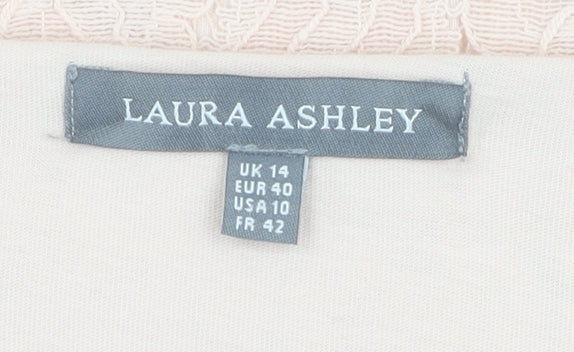 LAURA ASHLEY
UK 14
EUR 40
USA 10
FR 42